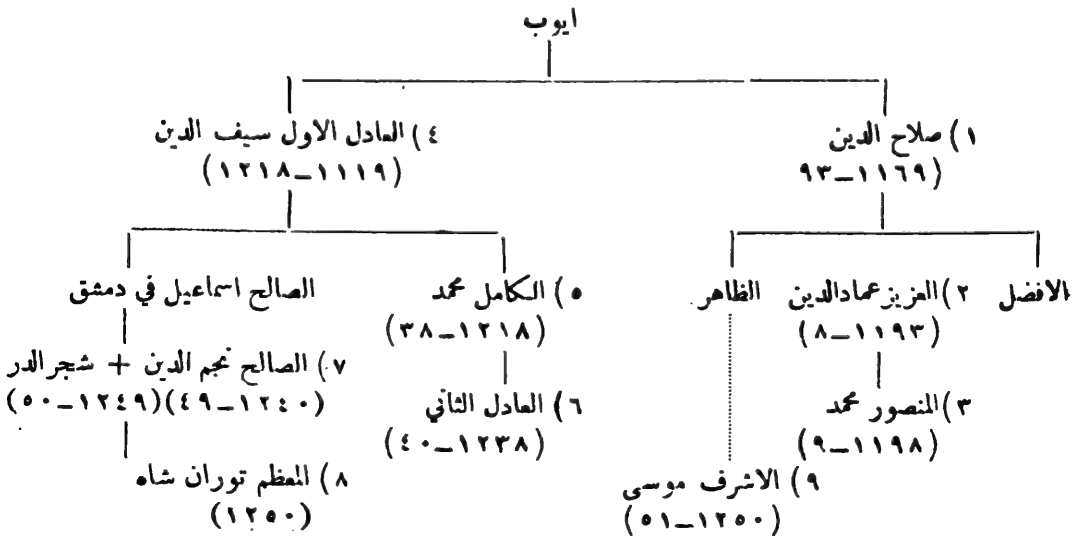 ايوب
١) صلاح الدين
(١١٦٩–٩٣
٤) العادل الاول سيف الدين
(١١١٩–١٢١٨)
الافضل
٢) العزيز عماد الدين
(١١٩٣–٨)
الظاهر
٥) الكامل محمد
(١٢١٨–٣٨)
الصالح اسماعيل في دمشق
٣) المنصور محمد
(١١٩٨–٩)
٦) العادل الثاني
(١٢٣٨–٤٠)
٧) الصالح نجم الدين + شجر الدر
(١٢٤٠–٤٩)(١٢٤٩–٥٠)
٩) الاشرف موسى
(١٢٥٠–٥١)
٨) المعظم توران شاه
(١٢٥٠)